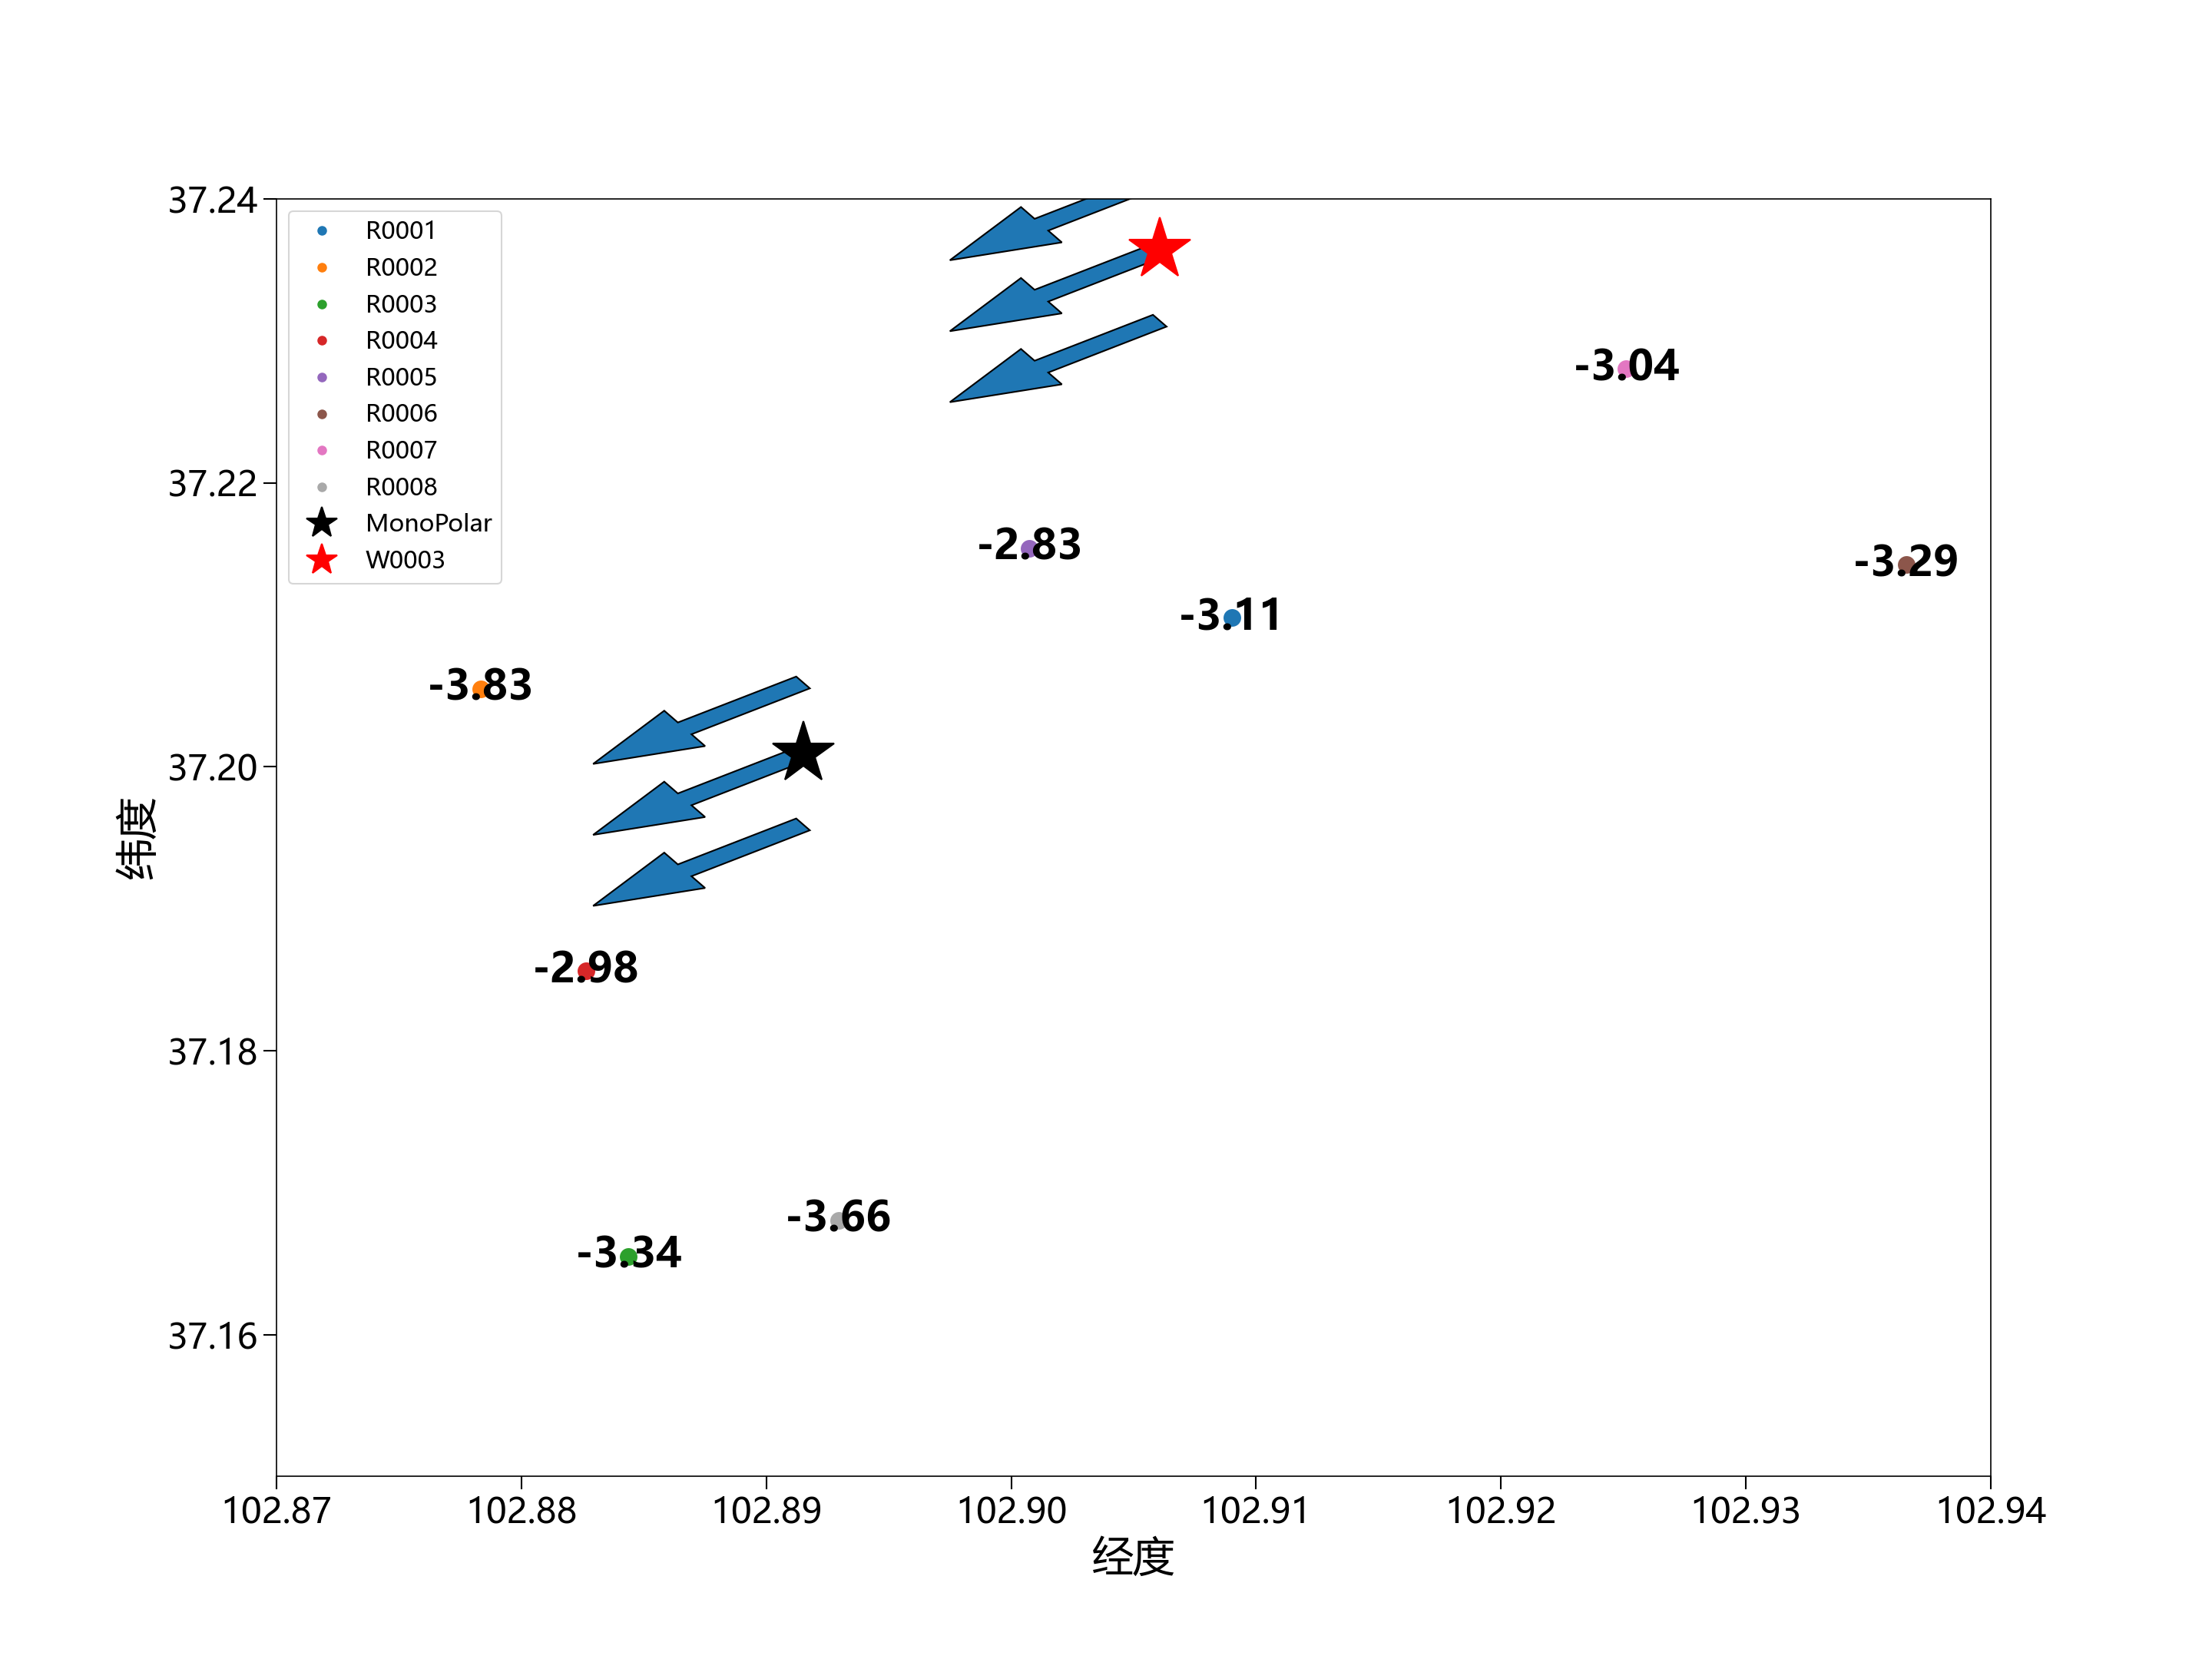 37.24
37.22
37.20
37.18
37.16
纬度
R0001
R0002
R0003
R0004
R0005
R0006
R0007
R0008
MonoPolar
W0003
-3.04
-2.83
-3.29
-3.11
-3.83
-2.98
-3.66
-3.34
102.87 102.88 102.89 102.90 102.91 102.92 102.93 102.94
经度